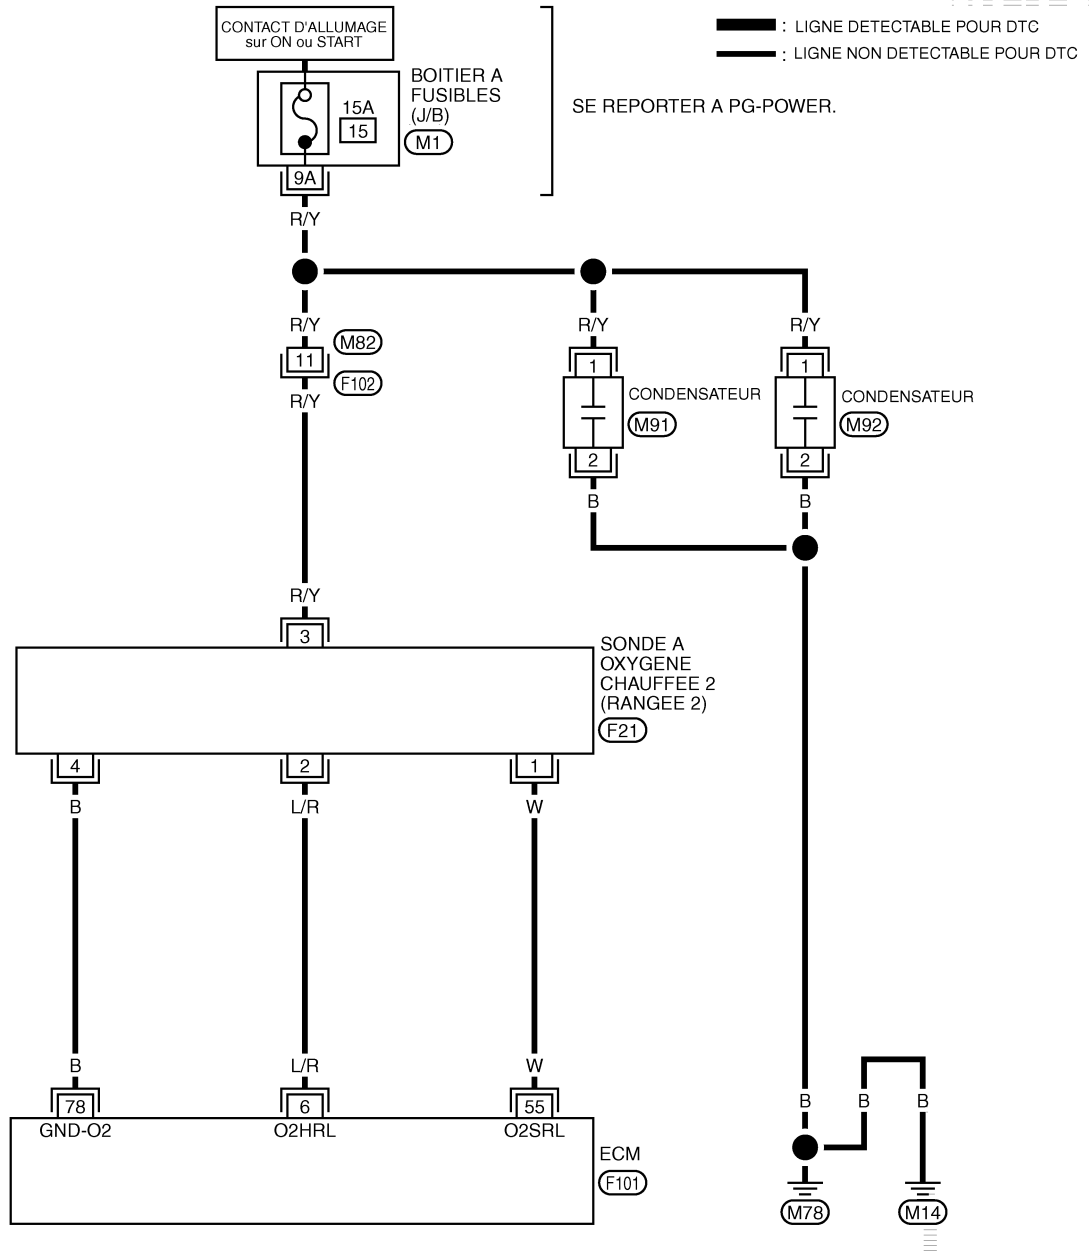 CONTACT D'ALLUMAGE
sur ON ou START
: LIGNE DETECTABLE POUR DTC
: LIGNE NON DETECTABLE POUR DTC
BOITIER A
FUSIBLES
(J/B)
M1
15A
15
SE REPORTER A PG-POWER.
9A
R/Y
R/Y
R/Y
R/Y
M82
11
F102
R/Y
1
1
CONDENSATEUR
M91
CONDENSATEUR
M92
2
2
B
B
R/Y
3
SONDE A
OXYGENE
CHAUFFEE 2
(RANGEE 2)
F21
4
2
1
B
L/R
W
B
L/R
W
B
B
B
78
6
55
GND-O2
O2HRL
O2SRL
ECM
F101
M78
M14